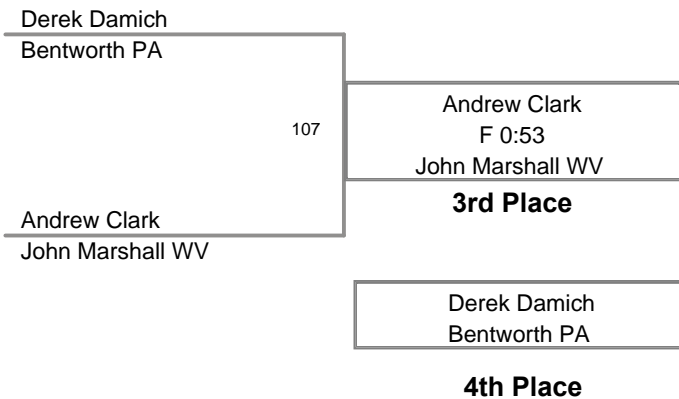 Derek Damich
Bentworth PA
107
Andrew Clark
F 0:53
John Marshall WV
3rd Place
Andrew Clark
John Marshall WV
Derek Damich
Bentworth PA
4th Place